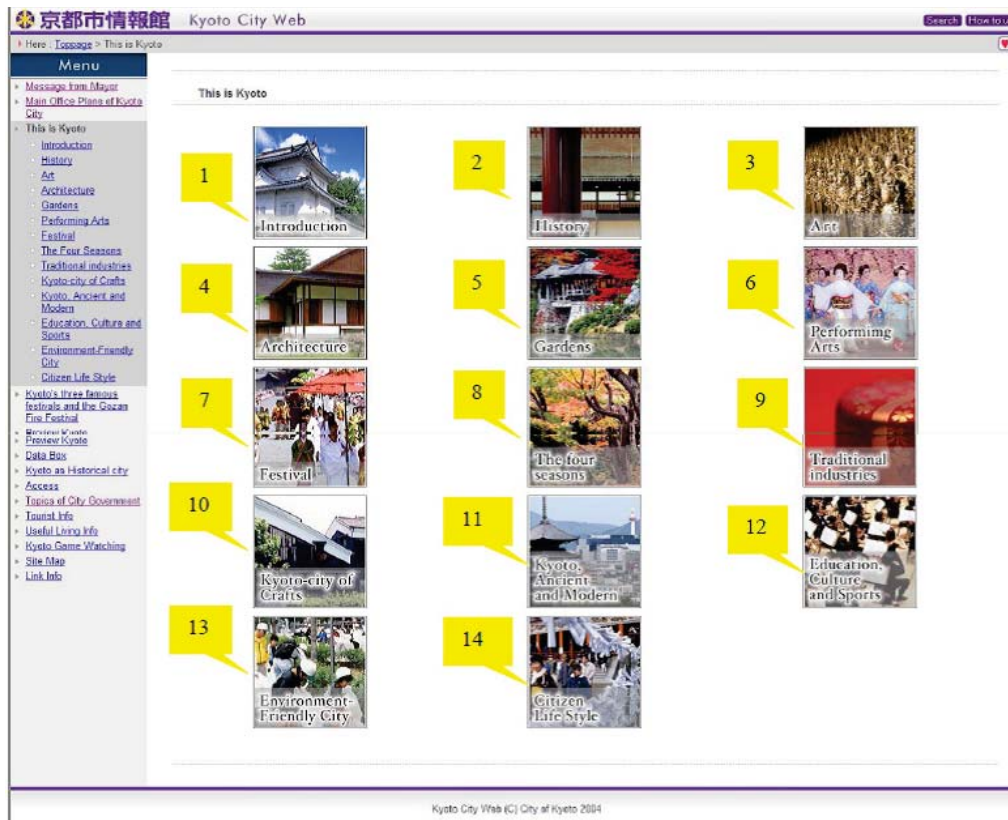 京都市情報館 Kyoto City Web
Search How to u
Here : Toppage > This is Kyoto
Menu
Message from Mayor
Main Office Plans of Kyoto
City
This is Kyoto
Introduction
History
Art
Architecture
Gardens
Performing Arts
Festival
The Four Seasons
Traditional industries
Kyoto-city of Crafts
Kyoto, Ancient and
Modern
Education, Culture and
Sports
Environment-Friendly
City
Citizen Life Style
Kyoto's three famous
festivals and the Gozan
Fire Festival
Preview Kyoto
Preview Kyoto
Data Box
Kyoto as Historical city
Access
Topics of City Government
Tourist Info
Useful Living Info
Kyoto Game Watching
Site Map
Link Info
This is Kyoto
1
Introduction
2
History
3
Art
4
Architecture
5
Gardens
6
Performimg
Arts
7
Festival
8
The four
seasons
9
Traditional
industries
10
Kyoto-city of
Crafts
11
Kyoto,
Ancient
and Modern
12
Education,
Culture
and Sports
13
Environment-
Friendly City
14
Citizen
Life Style
Kyoto City Web (C) City of Kyoto 2004